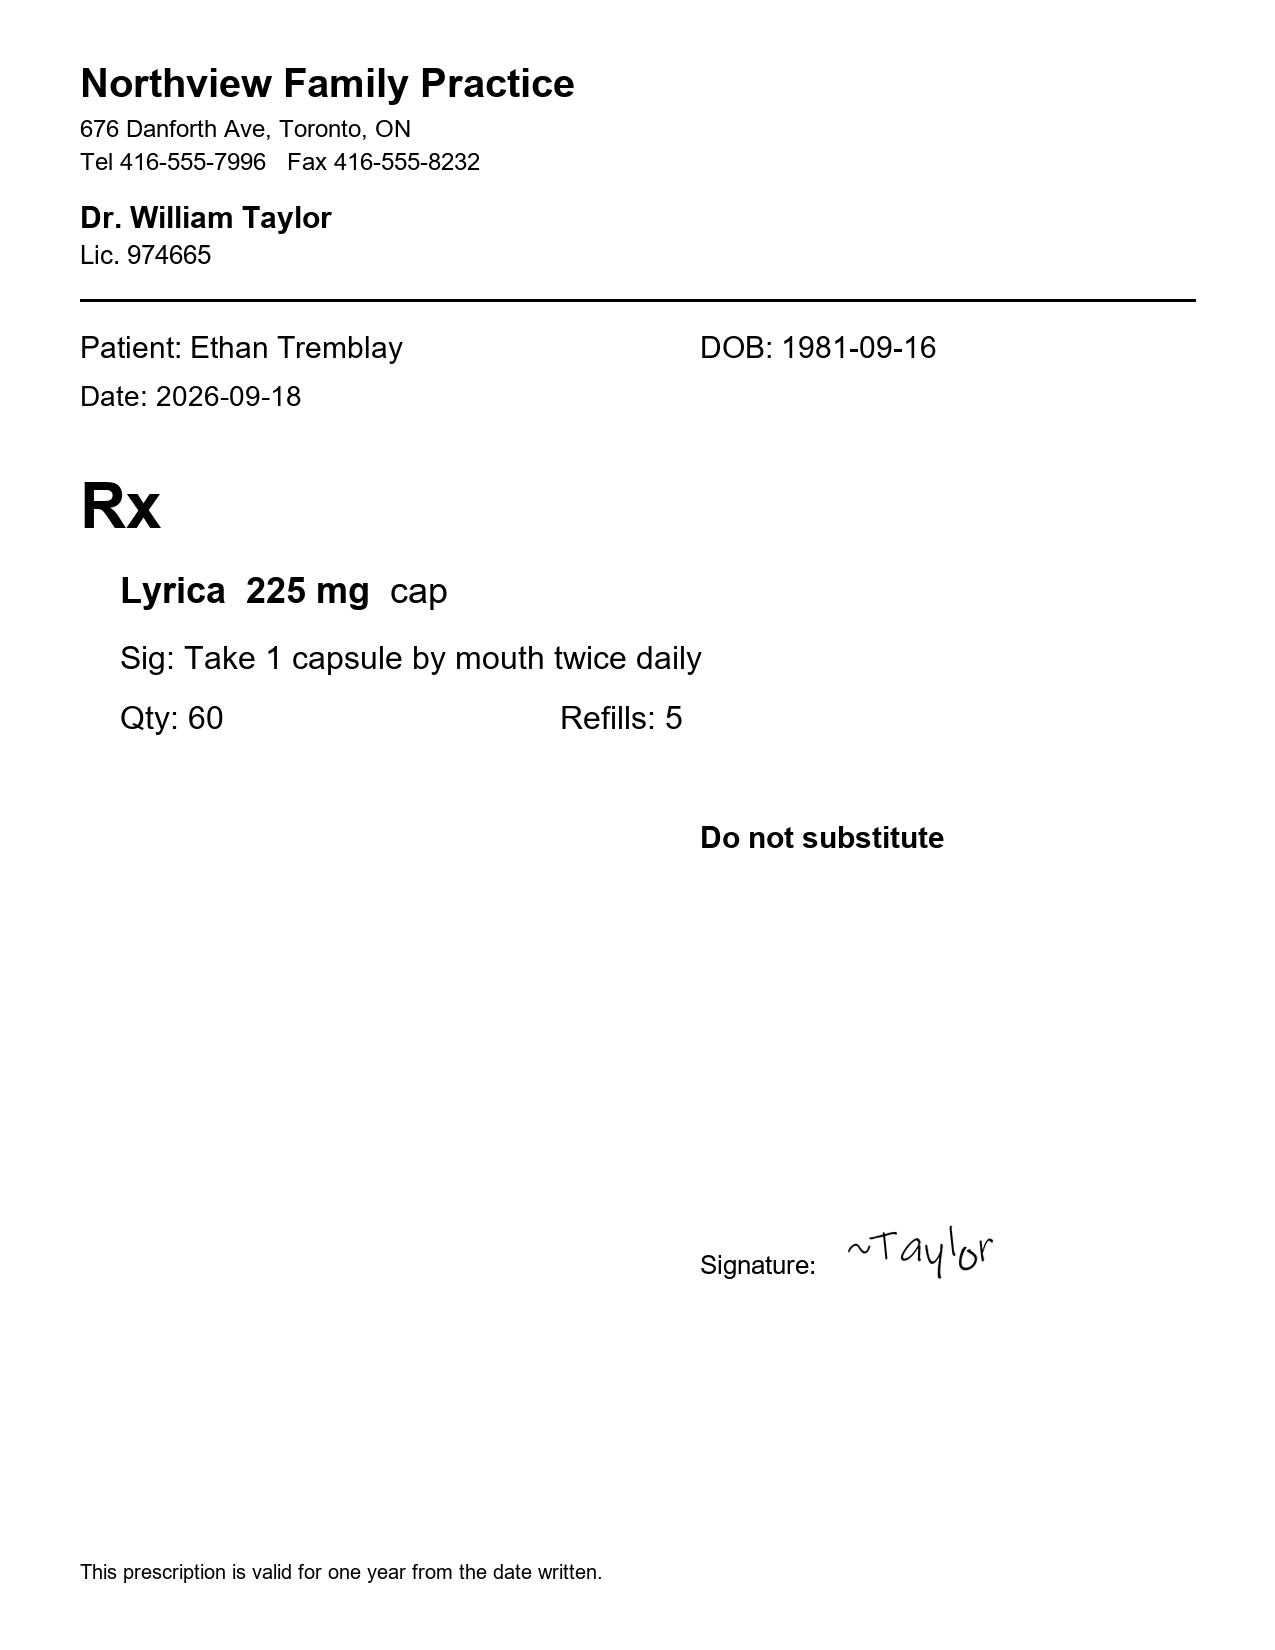 Northview Family Practice
676 Danforth Ave, Toronto, ON
Tel 416-555-7996 Fax 416-555-8232
Dr. William Taylor
Lic. 974665
Patient: Ethan Tremblay DOB: 1981-09-16
Date: 2026-09-18
Rx
Lyrica 225 mg cap
Sig: Take 1 capsule by mouth twice daily
Qty: 60 Refills: 5
Do not substitute
Signature: ~Taylor
This prescription is valid for one year from the date written.